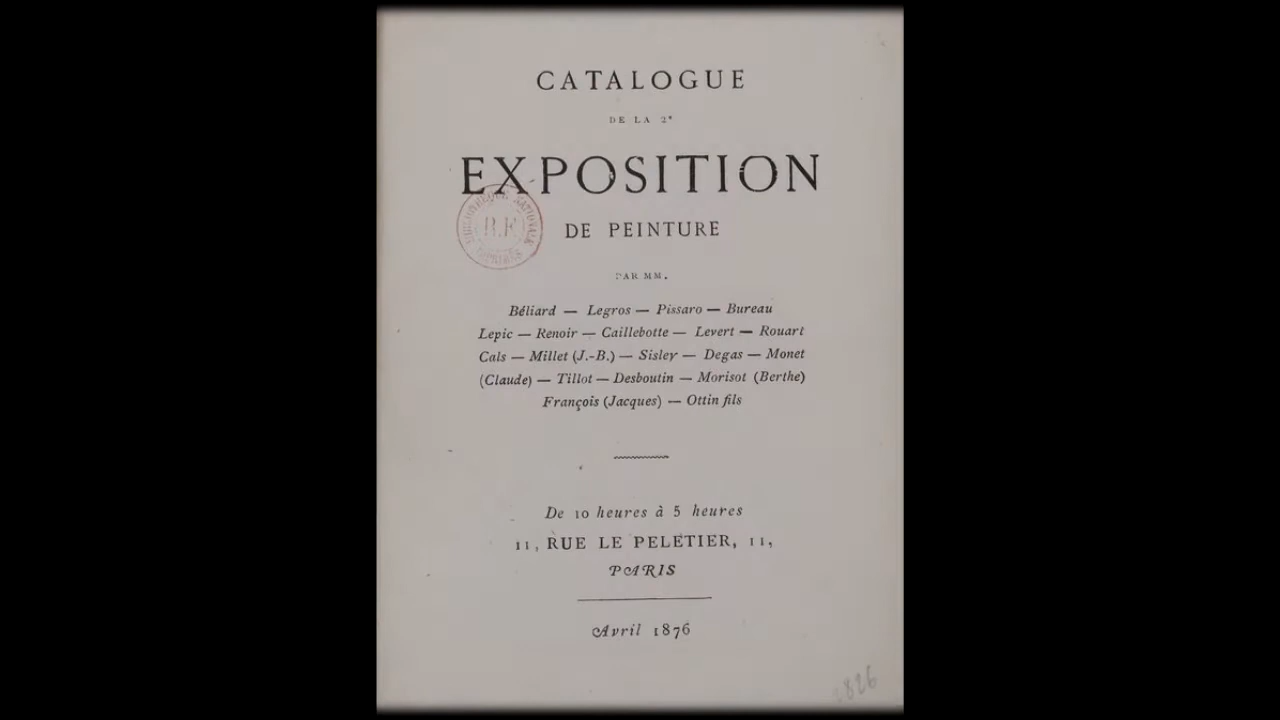 CATALOGUE
DE LA 2e
EXPOSITION
DE PEINTURE
PAR MM.
Béliard — Legros — Pissaro — Bureau
Lepic — Renoir — Caillebotte — Levert — Rouart
Cals — Millet (J.-B.) — Sisley — Degas — Monet
(Claude) — Tillot — Desboutin — Morisot (Berthe)
François (Jacques) — Ottin fils
BIBLIOTHÈQUE NATIONALE
R.F.
De 10 heures à 5 heures
11, RUE LE PELETIER, 11,
PARIS
Avril 1876